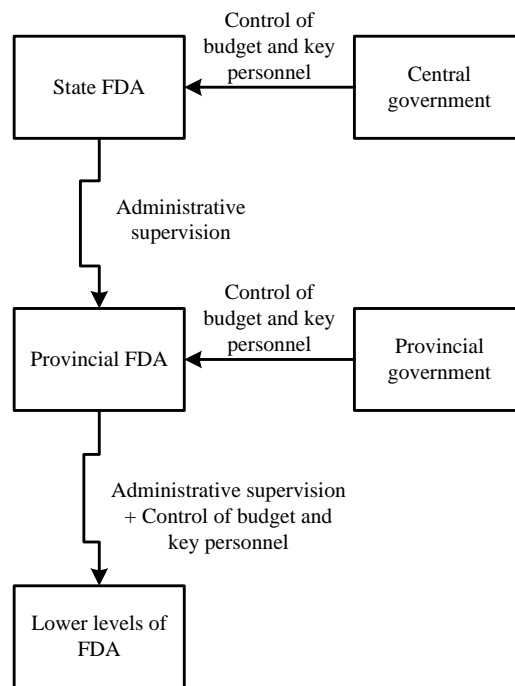 Control of
budget and key
personnel
State FDA
Central
government
Administrative
supervision
Control of
budget and key
personnel
Provincial FDA
Provincial
government
Administrative supervision
+ Control of budget and
key personnel
Lower levels of
FDA